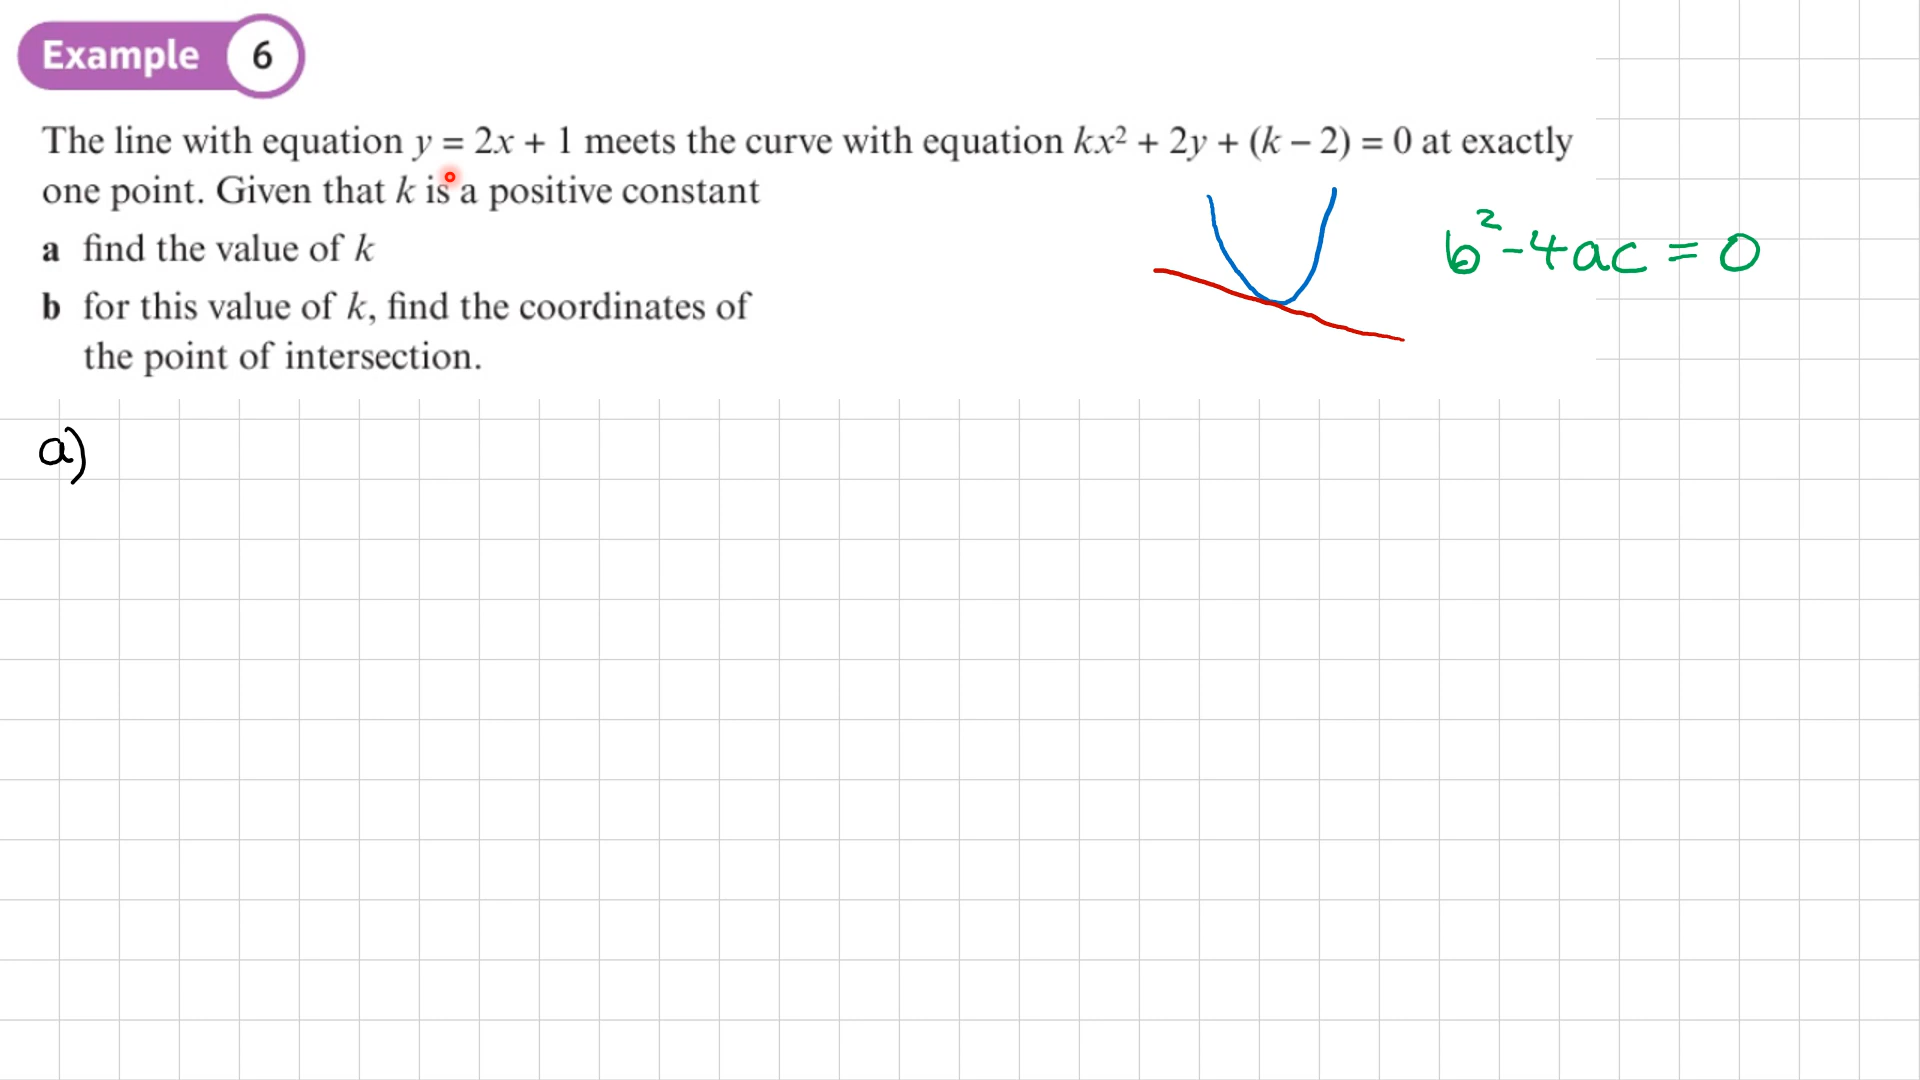 Example 6
The line with equation y = 2x + 1 meets the curve with equation kx² + 2y + (k – 2) = 0 at exactly
one point. Given that k is a positive constant
a find the value of k
b for this value of k, find the coordinates of
the point of intersection.
b² - 4ac = 0
a)